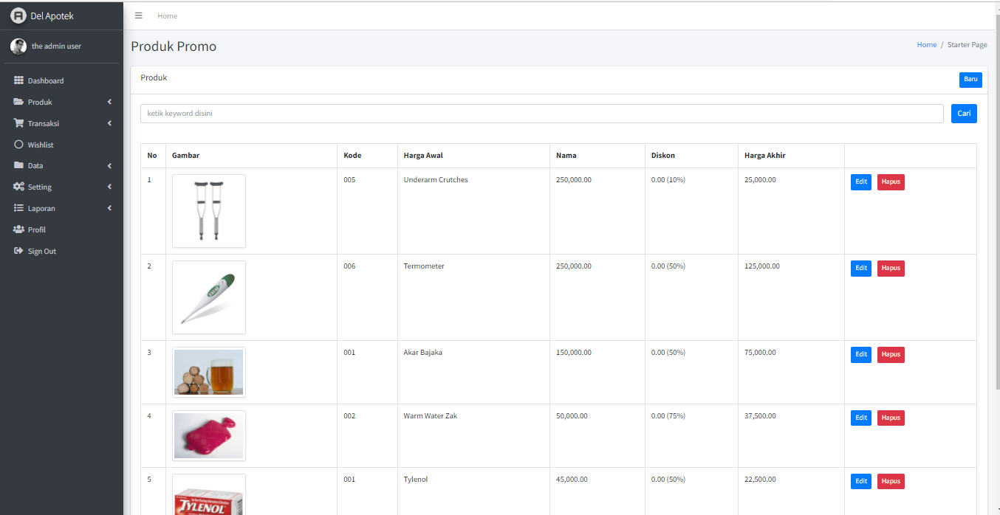 Del Apotek
Home
the admin user
Produk Promo
Home / Starter Page
Dashboard
Produk
Transaksi
Wishlist
Data
Setting
Laporan
Profil
Sign Out
Produk
Baru
ketik keyword disini
Cari
No Gambar Kode Harga Awal Nama Diskon Harga Akhir
1 005 Underarm Crutches 250,000.00 0.00 (10%) 25,000.00 Edit Hapus
2 006 Termometer 250,000.00 0.00 (50%) 125,000.00 Edit Hapus
3 001 Akar Bajaka 150,000.00 0.00 (50%) 75,000.00 Edit Hapus
4 002 Warm Water Zak 50,000.00 0.00 (75%) 37,500.00 Edit Hapus
5 001 Tylenol 45,000.00 0.00 (50%) 22,500.00 Edit Hapus
TYLENOL